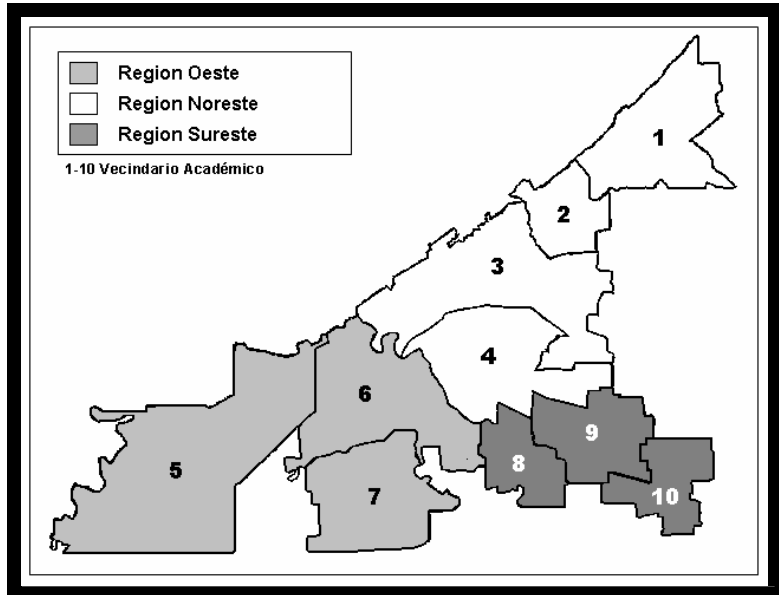 Region Oeste
Region Noreste
Region Sureste
1-10 Vecindario Académico
1
2
3
4
6
9
8
5
7
10